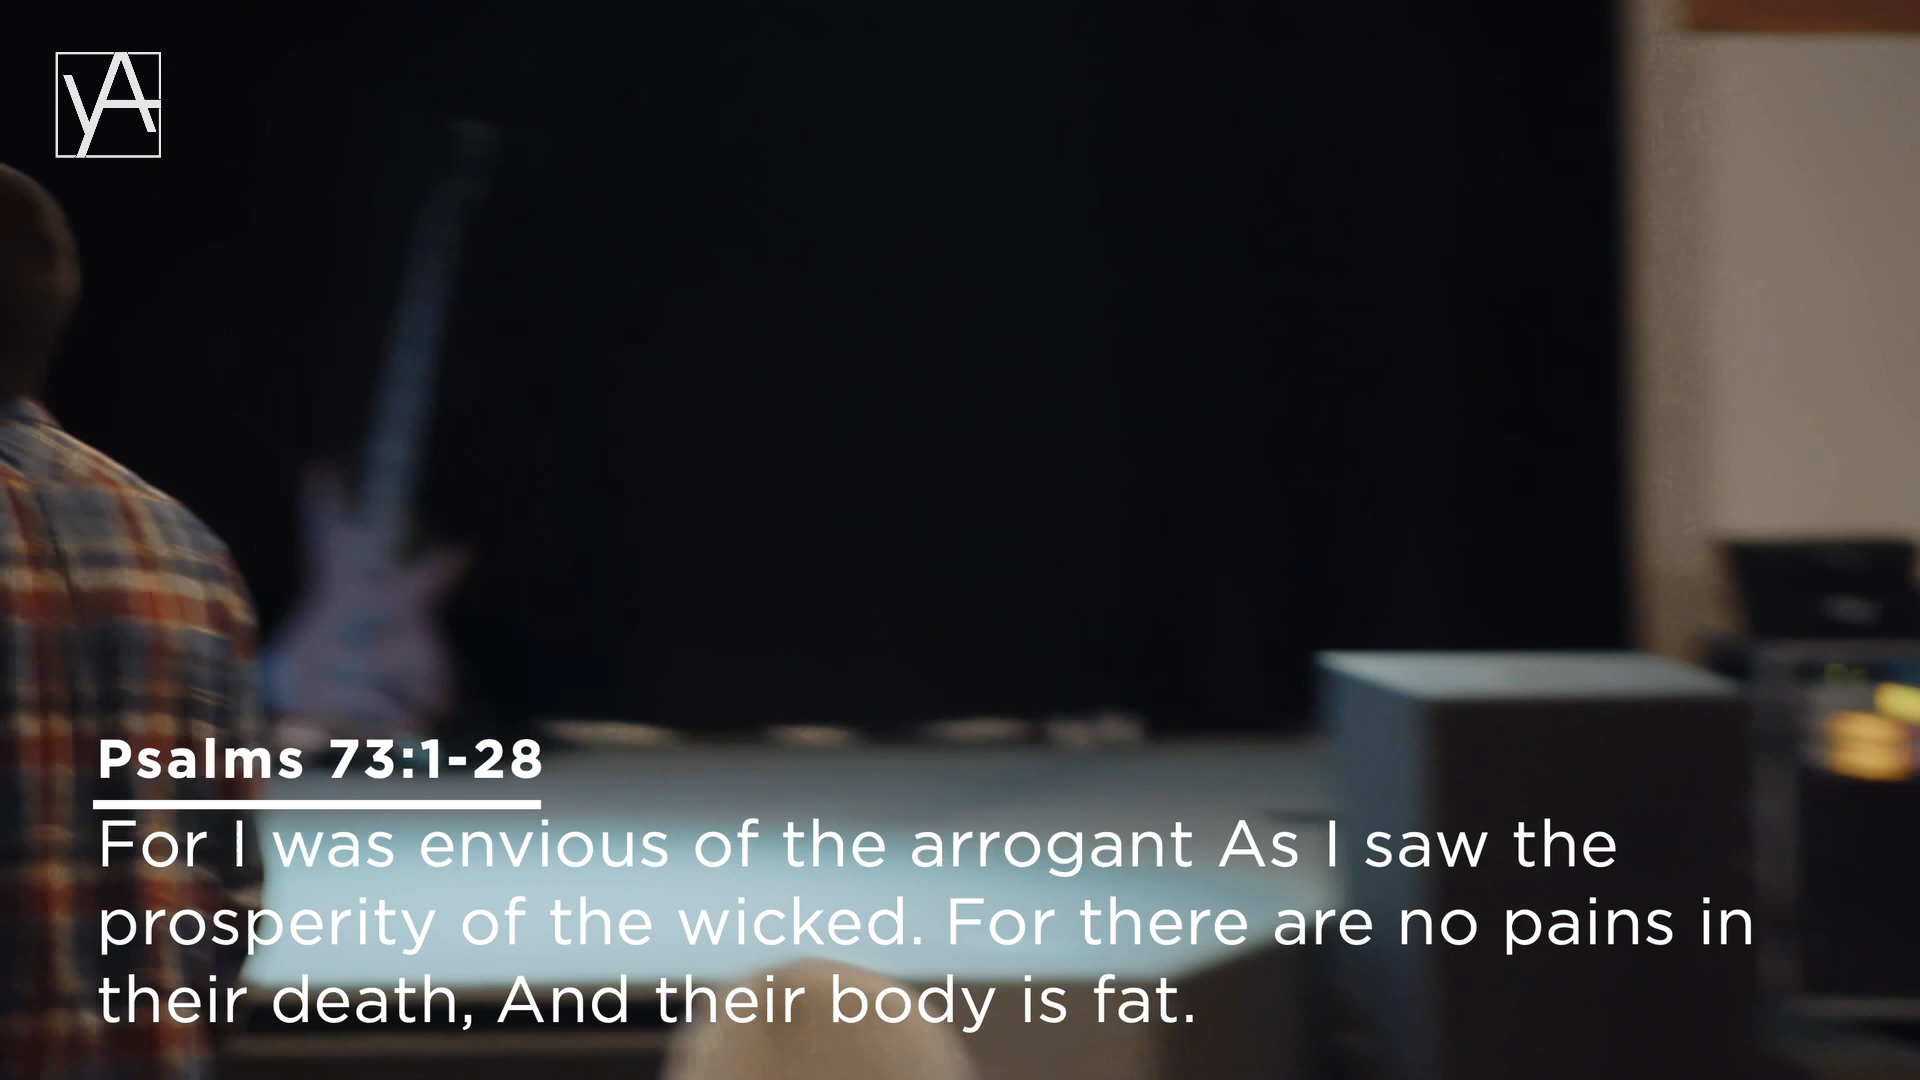 yA
Psalms 73:1-28
For I was envious of the arrogant As I saw the
prosperity of the wicked. For there are no pains in
their death, And their body is fat.